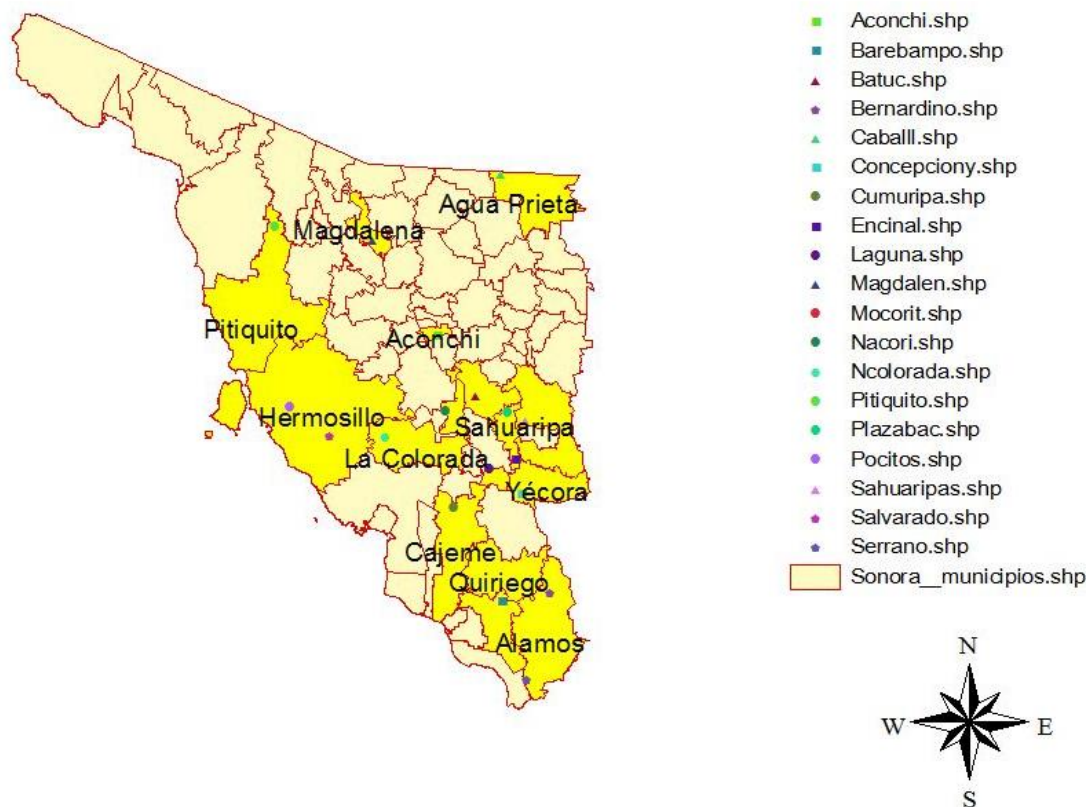 Agua Prieta
Magdalena
Pitiquito
Aconchi
Hermosillo
Sahuaripa
La Colorada
Yécora
Cajeme
Quiriego
Alamos
Aconchi.shp
Barebampo.shp
Batuc.shp
Bernardino.shp
Caballl.shp
Concepciony.shp
Cumuripa.shp
Encinal.shp
Laguna.shp
Magdalen.shp
Mocorit.shp
Nacori.shp
Ncolorada.shp
Pitiquito.shp
Plazabac.shp
Pocitos.shp
Sahuaripas.shp
Salvarado.shp
Serrano.shp
Sonora__municipios.shp
N
W
E
S